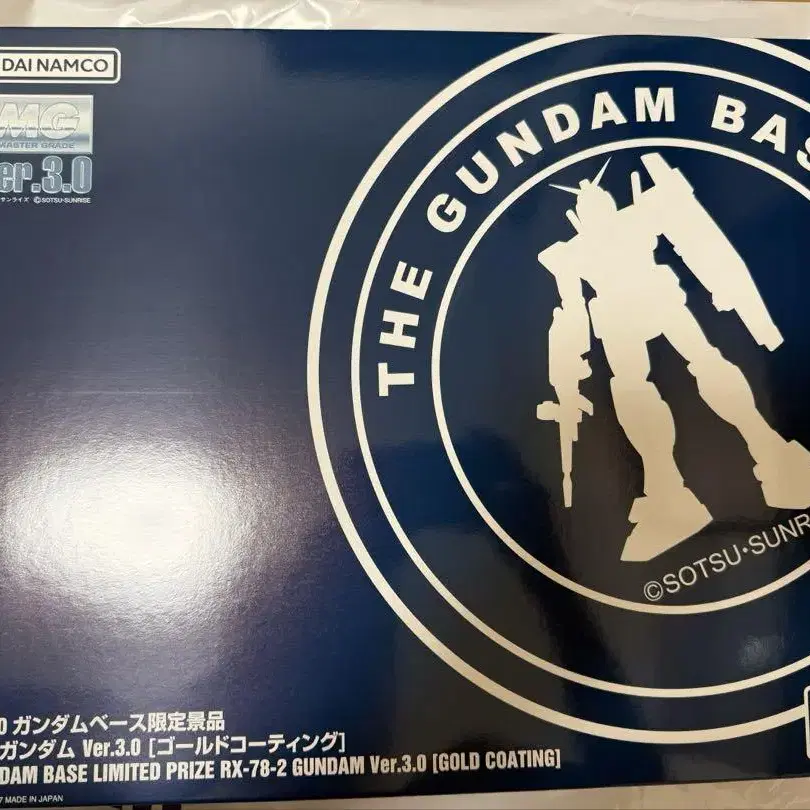 DAI NAMCO
MG
MASTER GRADE
er.3.0
サンライズ ©SOTSU・SUNRISE
THE GUNDAM BAS
©SOTSU・SUNRI
0 ガンダムベース限定景品
ガンダム Ver.3.0 [ゴールドコーティング]
DAM BASE LIMITED PRIZE RX-78-2 GUNDAM Ver.3.0 [GOLD COATING]
7 MADE IN JAPAN